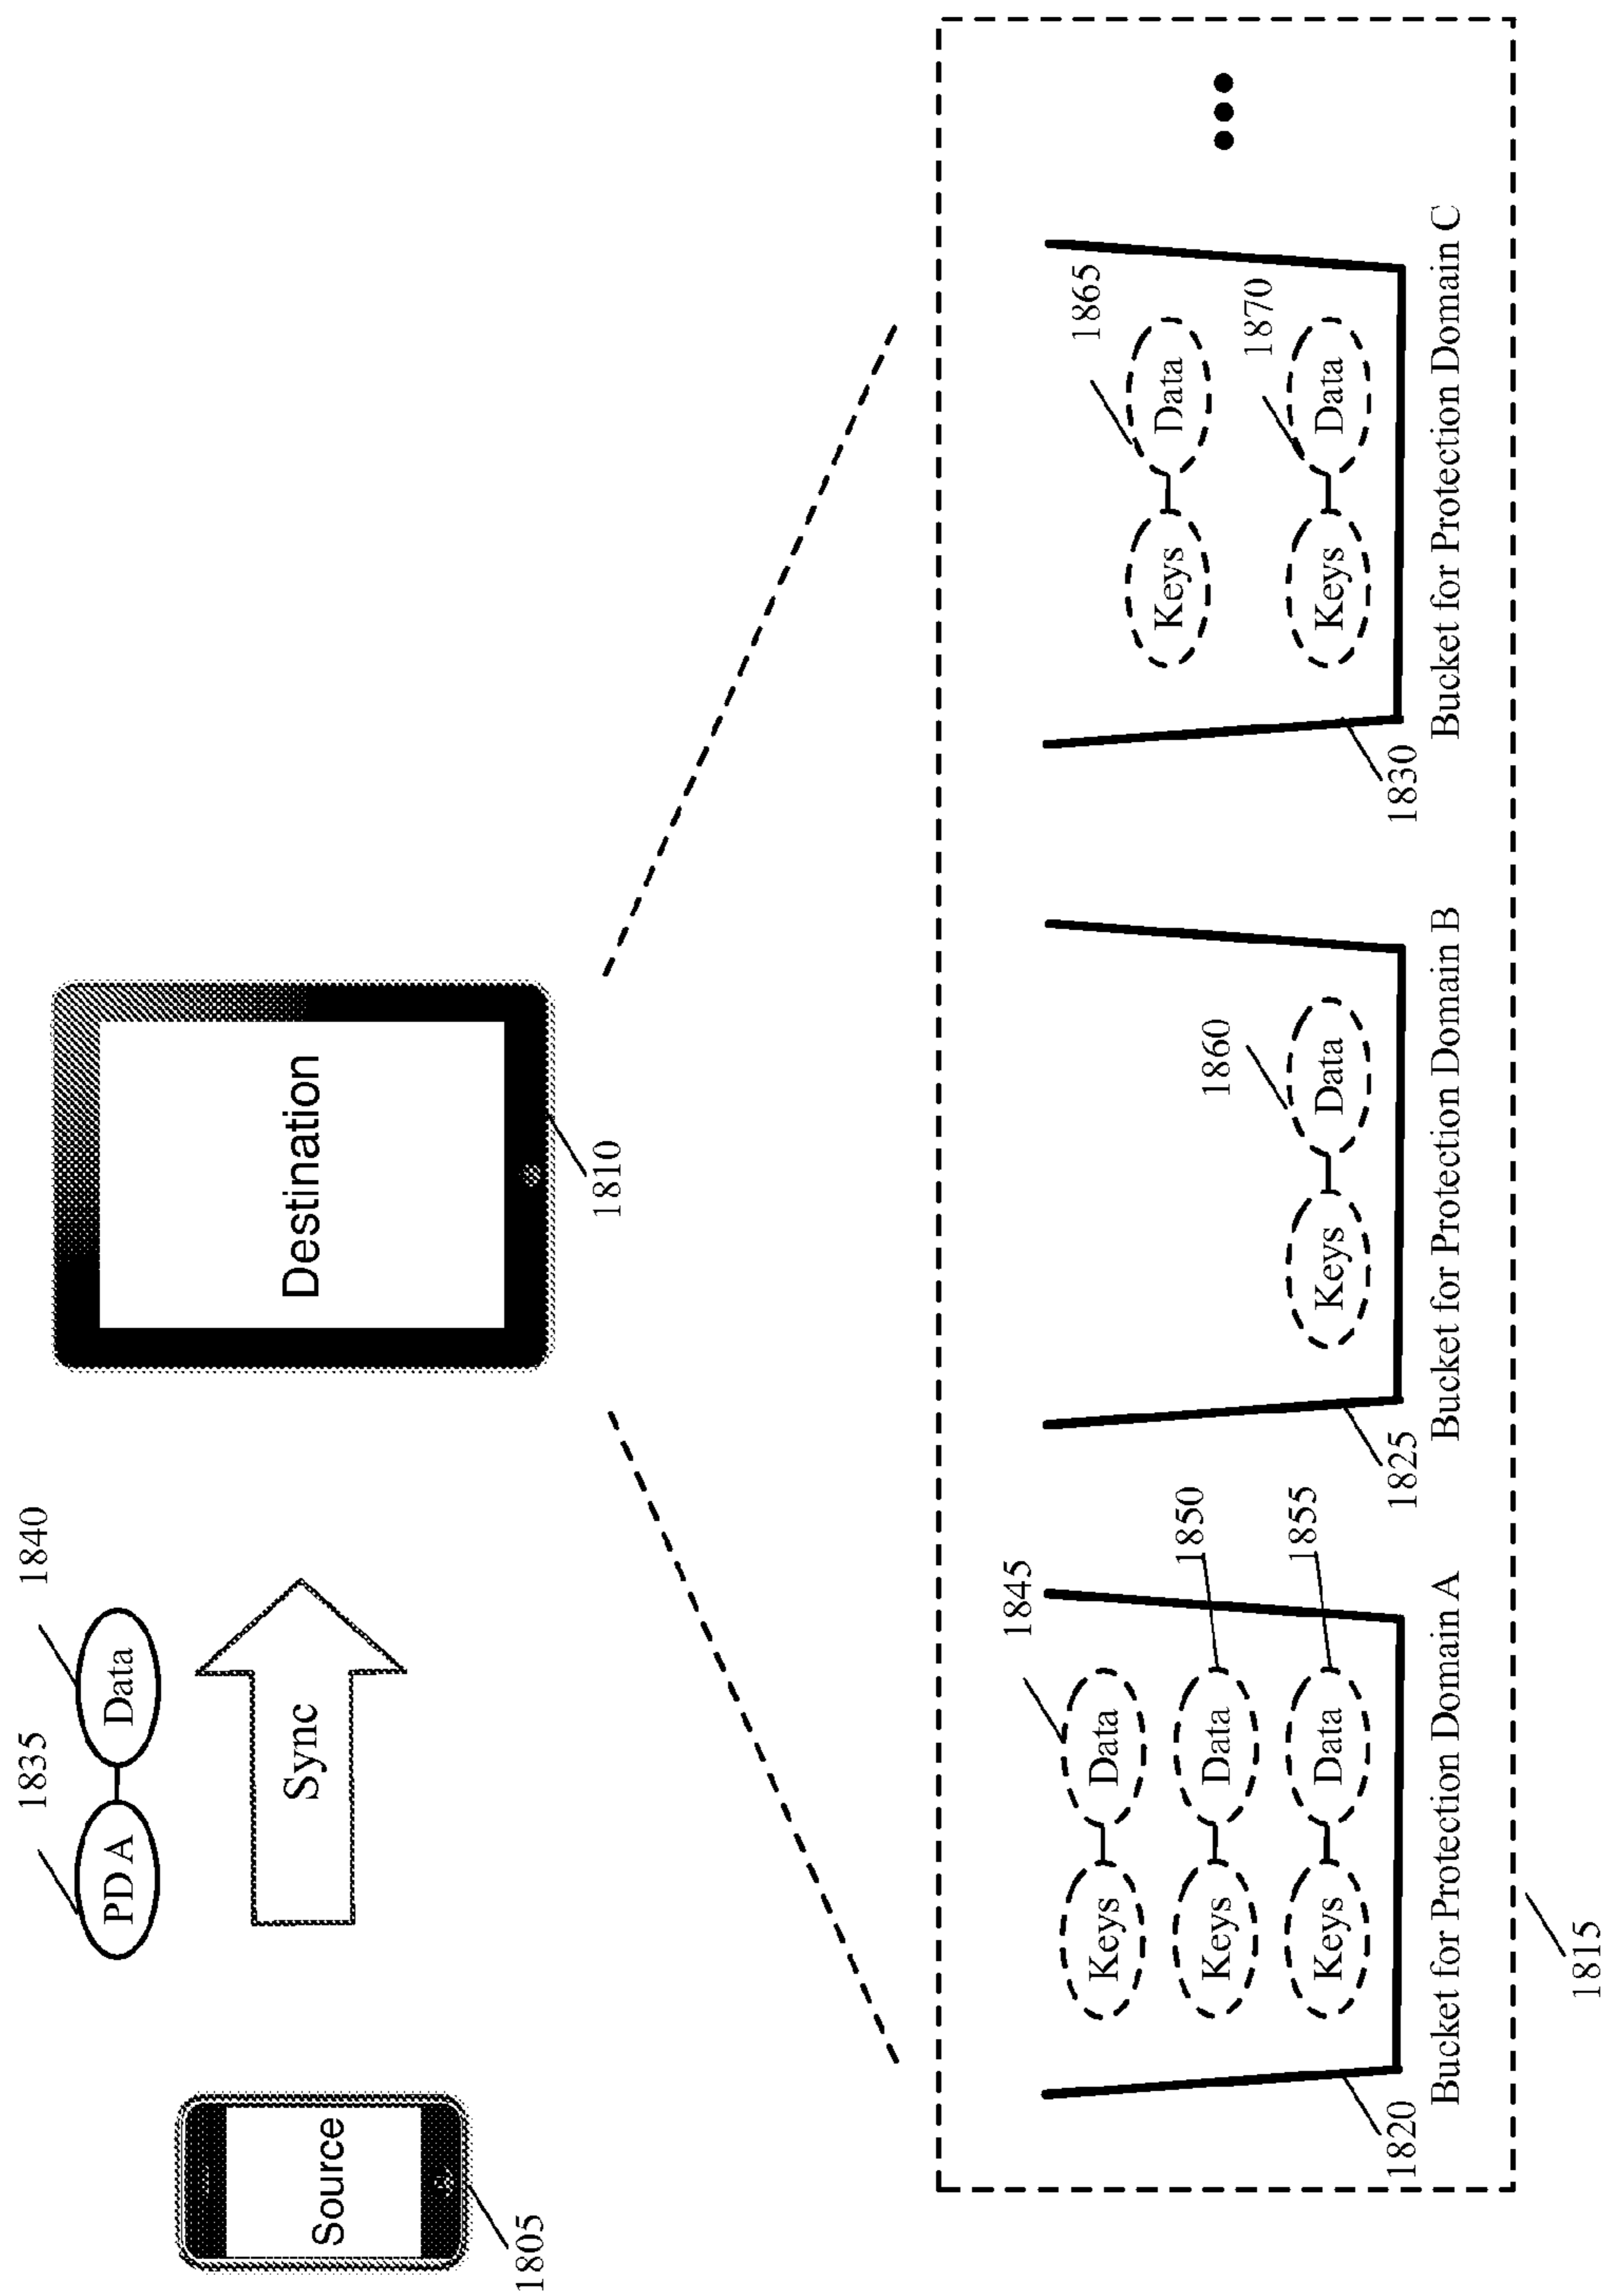 1835
1840
PD A
Data
Source
Sync
Destination
1805
1810
1845
1865
Keys
Data
Keys
Data
1850
1860
1870
Keys
Data
1855
Keys
Data
Keys
Data
Keys
Data
1820
1825
1830
Bucket for Protection Domain A
Bucket for Protection Domain B
Bucket for Protection Domain C
1815